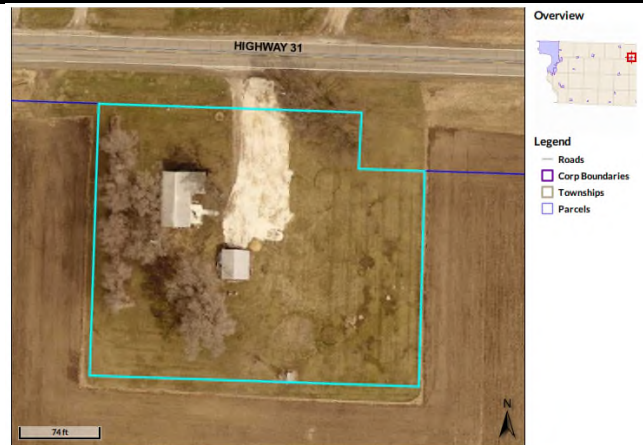 HIGHWAY 31
N
74 ft
Overview
Legend
Roads
Corp Boundaries
Townships
Parcels